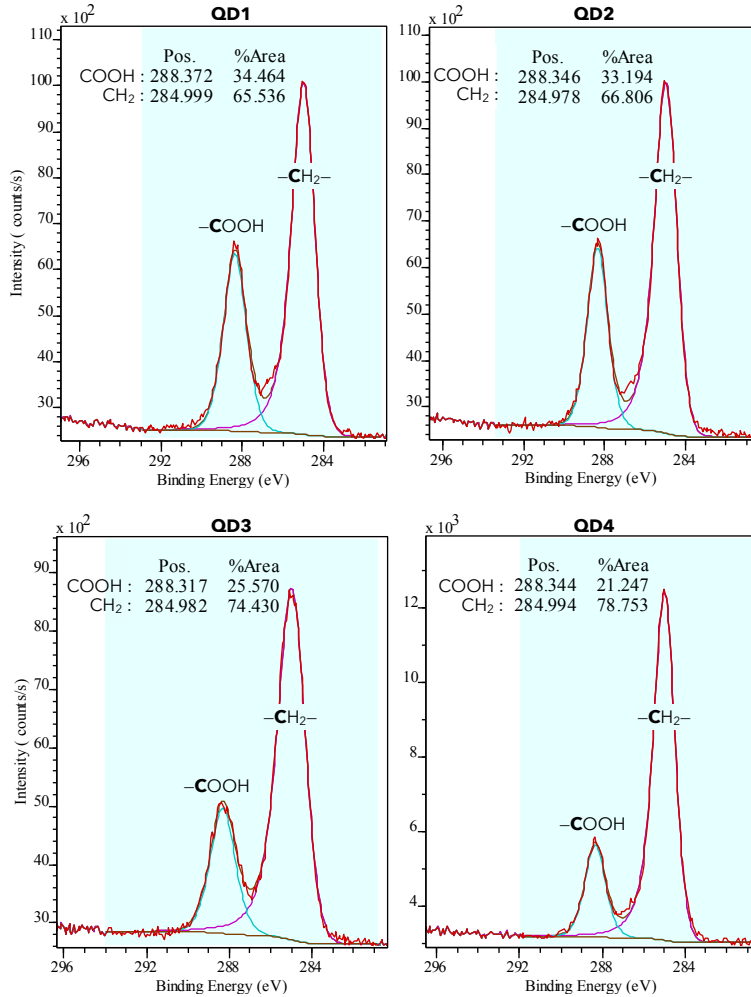 QD1
x 10²
Pos. %Area
COOH : 288.372 34.464
CH₂ : 284.999 65.536
–CH₂–
–COOH
110
100
90
80
70
60
50
40
30
Intensity ( counts/s)
296 292 288 284
Binding Energy (eV)
QD2
x 10²
Pos. %Area
COOH : 288.346 33.194
CH₂ : 284.978 66.806
–CH₂–
–COOH
110
100
90
80
70
60
50
40
30
296 292 288 284
Binding Energy (eV)
QD3
x 10²
Pos. %Area
COOH: 288.317 25.570
CH₂ : 284.982 74.430
–CH₂–
–COOH
90
80
70
60
50
40
30
Intensity ( counts/s)
296 292 288 284
Binding Energy (eV)
QD4
x 10³
Pos. %Area
COOH: 288.344 21.247
CH₂ : 284.994 78.753
–CH₂–
–COOH
12
10
8
6
4
296 292 288 284
Binding Energy (eV)